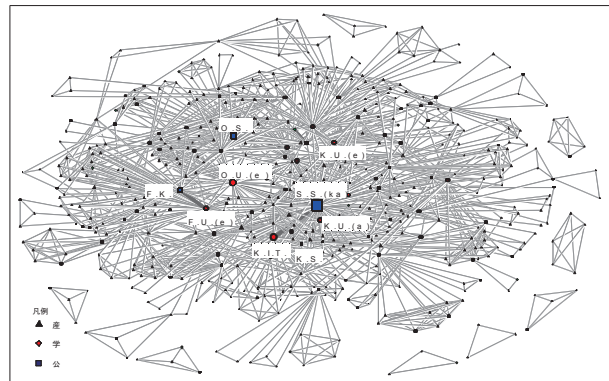 O.S.
K.U.(e)
O.U.(e)
F.K
S.S.(ka
F.U.(e)
K.U.(a)
K.I.T.
K.S
凡例
産
学
公